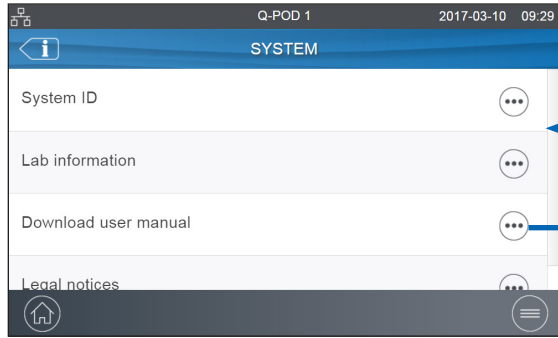 Q-POD 1 2017-03-10 09:29
i SYSTEM
System ID
Lab information
Download user manual
Legal notices